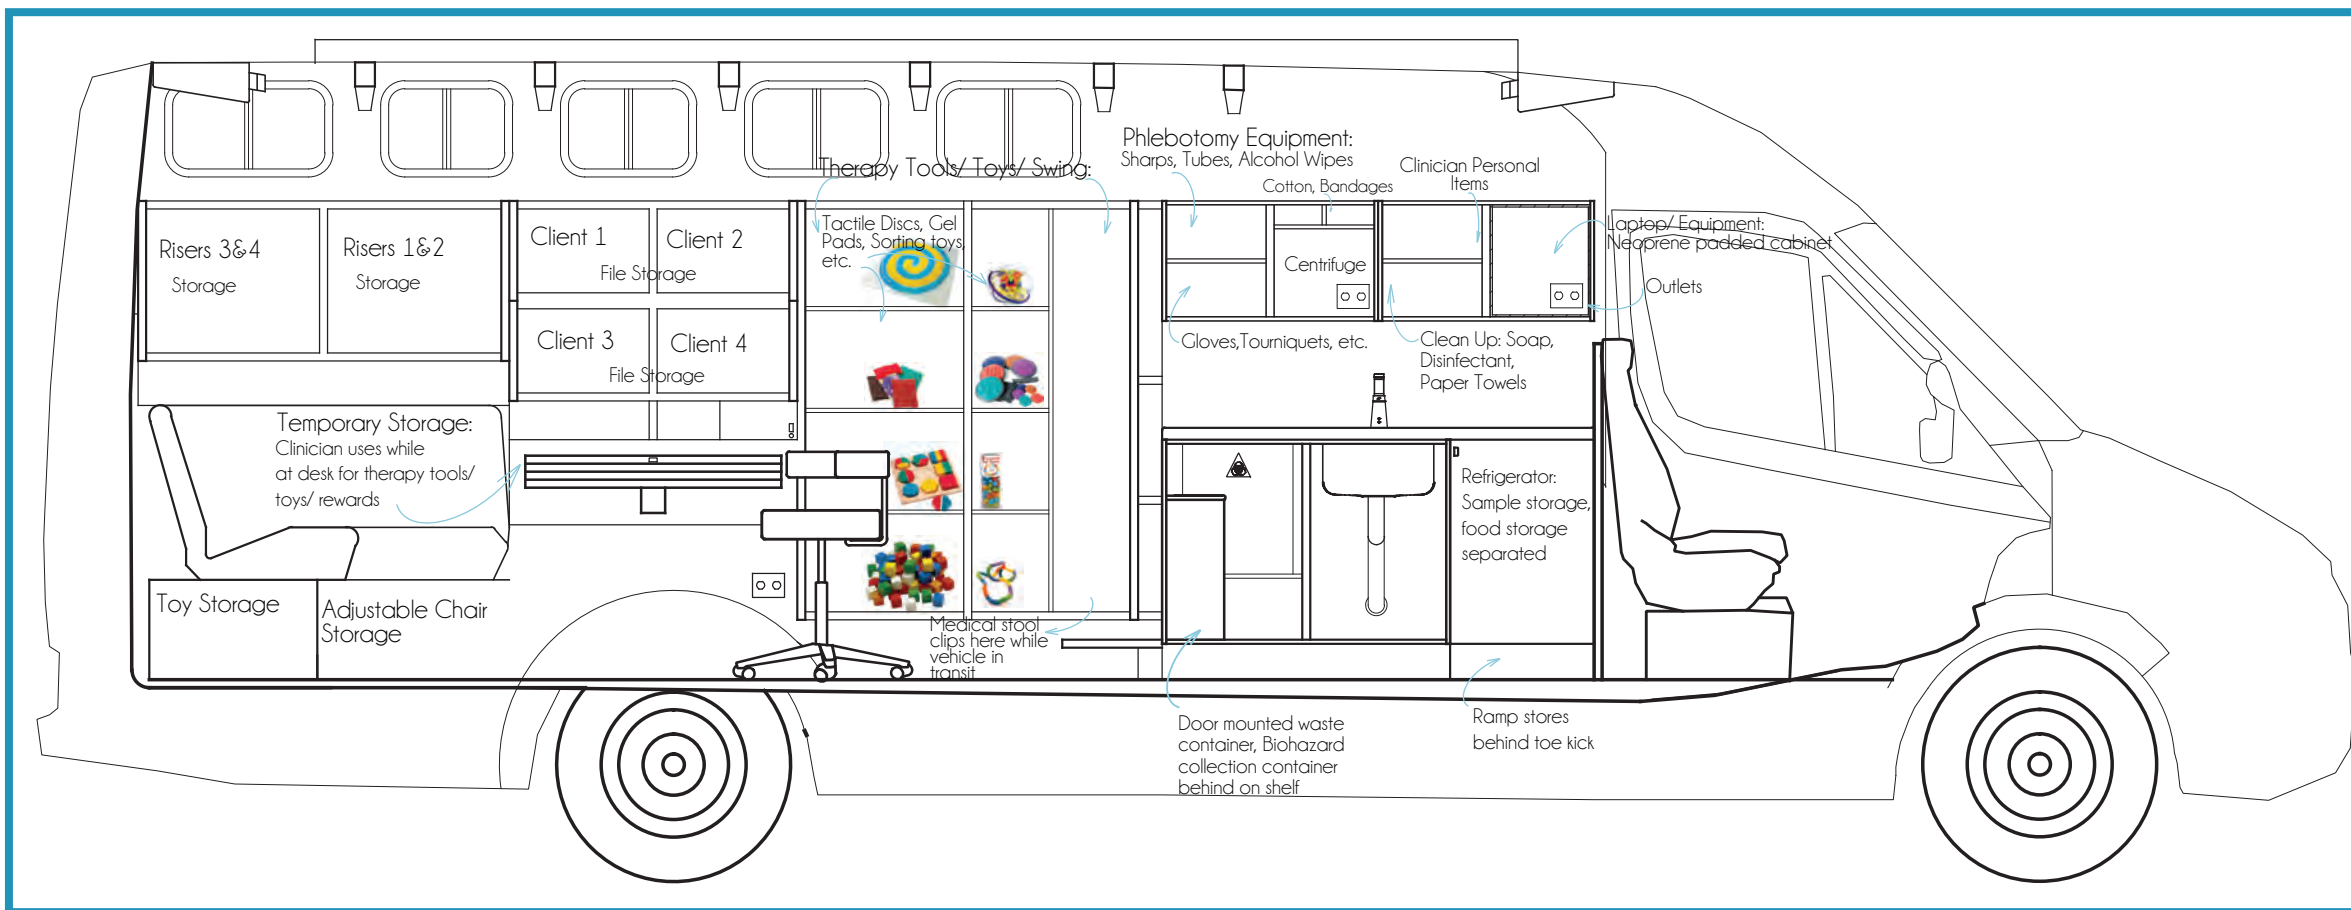 Phlebotomy Equipment:
Sharps, Tubes, Alcohol Wipes
Cotton, Bandages
Clinician Personal
Items
Therapy Tools/ Toys/ Swing:
Tactile Discs, Gel
Pads, Sorting toys,
etc.
Laptop/ Equipment:
Neoprene padded cabinet
Outlets
Risers 3&4
Storage
Risers 1&2
Storage
Client 1
Client 2
File Storage
Client 3
Client 4
File Storage
Centrifuge
Gloves,Tourniquets, etc.
Clean Up: Soap,
Disinfectant,
Paper Towels
Temporary Storage:
Clinician uses while
at desk for therapy tools/
toys/ rewards
Refrigerator:
Sample storage,
food storage
separated
Toy Storage
Adjustable Chair
Storage
Medical stool
clips here while
vehicle in
transit
Door mounted waste
container, Biohazard
collection container
behind on shelf
Ramp stores
behind toe kick